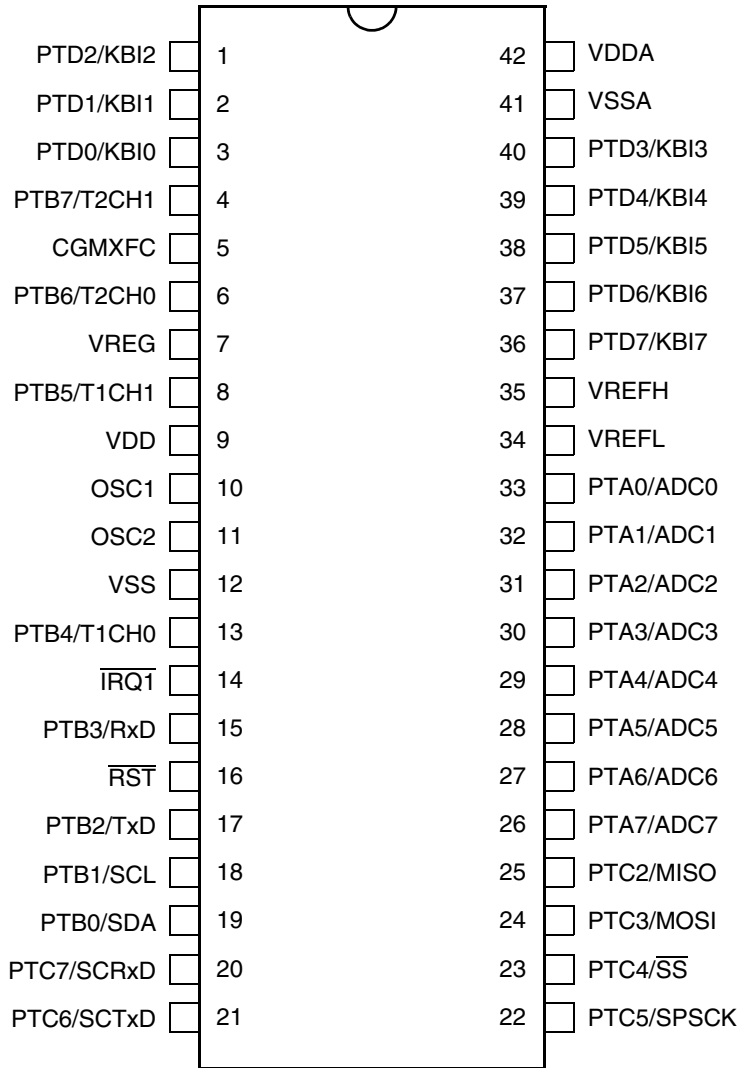 PTD2/KBI2 1 42 VDDA
PTD1/KBI1 2 41 VSSA
PTD0/KBI0 3 40 PTD3/KBI3
PTB7/T2CH1 4 39 PTD4/KBI4
CGMXFC 5 38 PTD5/KBI5
PTB6/T2CH0 6 37 PTD6/KBI6
VREG 7 36 PTD7/KBI7
PTB5/T1CH1 8 35 VREFH
VDD 9 34 VREFL
OSC1 10 33 PTA0/ADC0
OSC2 11 32 PTA1/ADC1
VSS 12 31 PTA2/ADC2
PTB4/T1CH0 13 30 PTA3/ADC3
I̅R̅Q̅1̅ 14 29 PTA4/ADC4
PTB3/RxD 15 28 PTA5/ADC5
R̅S̅T̅ 16 27 PTA6/ADC6
PTB2/TxD 17 26 PTA7/ADC7
PTB1/SCL 18 25 PTC2/MISO
PTB0/SDA 19 24 PTC3/MOSI
PTC7/SCRxD 20 23 PTC4/S̅S̅
PTC6/SCTxD 21 22 PTC5/SPSCK